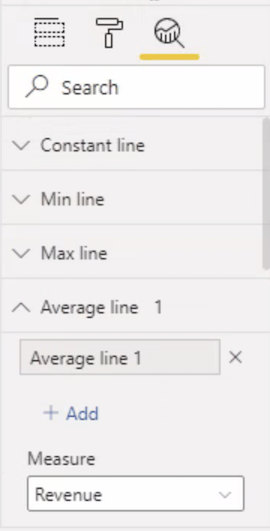 Search
Constant line
Min line
Max line
Average line 1
Average line 1
+ Add
Measure
Revenue